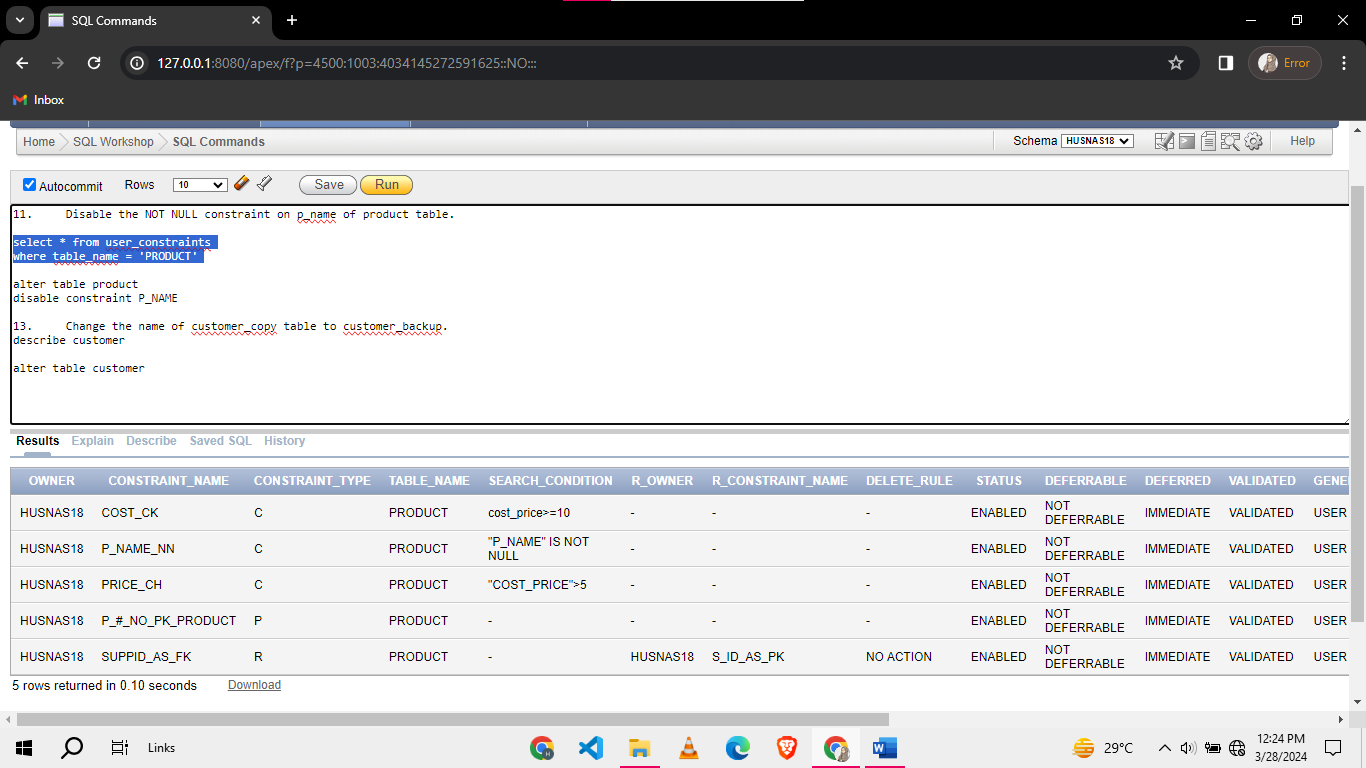 SQL Commands
127.0.0.1:8080/apex/f?p=4500:1003:4034145272591625::NO:::
Error
Inbox
Home SQL Workshop SQL Commands Schema HUSNAS18 Help
Autocommit Rows 10 Save Run
11. Disable the NOT NULL constraint on p_name of product table.
select * from user_constraints
where table_name = 'PRODUCT'
alter table product
disable constraint P_NAME
13. Change the name of customer_copy table to customer_backup.
describe customer
alter table customer
Results Explain Describe Saved SQL History
OWNER CONSTRAINT_NAME CONSTRAINT_TYPE TABLE_NAME SEARCH_CONDITION R_OWNER R_CONSTRAINT_NAME DELETE_RULE STATUS DEFERRABLE DEFERRED VALIDATED GENE
HUSNAS18 COST_CK C PRODUCT cost_price>=10 - - - ENABLED NOT DEFERRABLE IMMEDIATE VALIDATED USER
HUSNAS18 P_NAME_NN C PRODUCT "P_NAME" IS NOT NULL - - - ENABLED NOT DEFERRABLE IMMEDIATE VALIDATED USER
HUSNAS18 PRICE_CH C PRODUCT "COST_PRICE">5 - - - ENABLED NOT DEFERRABLE IMMEDIATE VALIDATED USER
HUSNAS18 P_#_NO_PK_PRODUCT P PRODUCT - - - - ENABLED NOT DEFERRABLE IMMEDIATE VALIDATED USER
HUSNAS18 SUPPID_AS_FK R PRODUCT - HUSNAS18 S_ID_AS_PK NO ACTION ENABLED NOT DEFERRABLE IMMEDIATE VALIDATED USER
5 rows returned in 0.10 seconds Download
Links 29°C 12:24 PM
3/28/2024